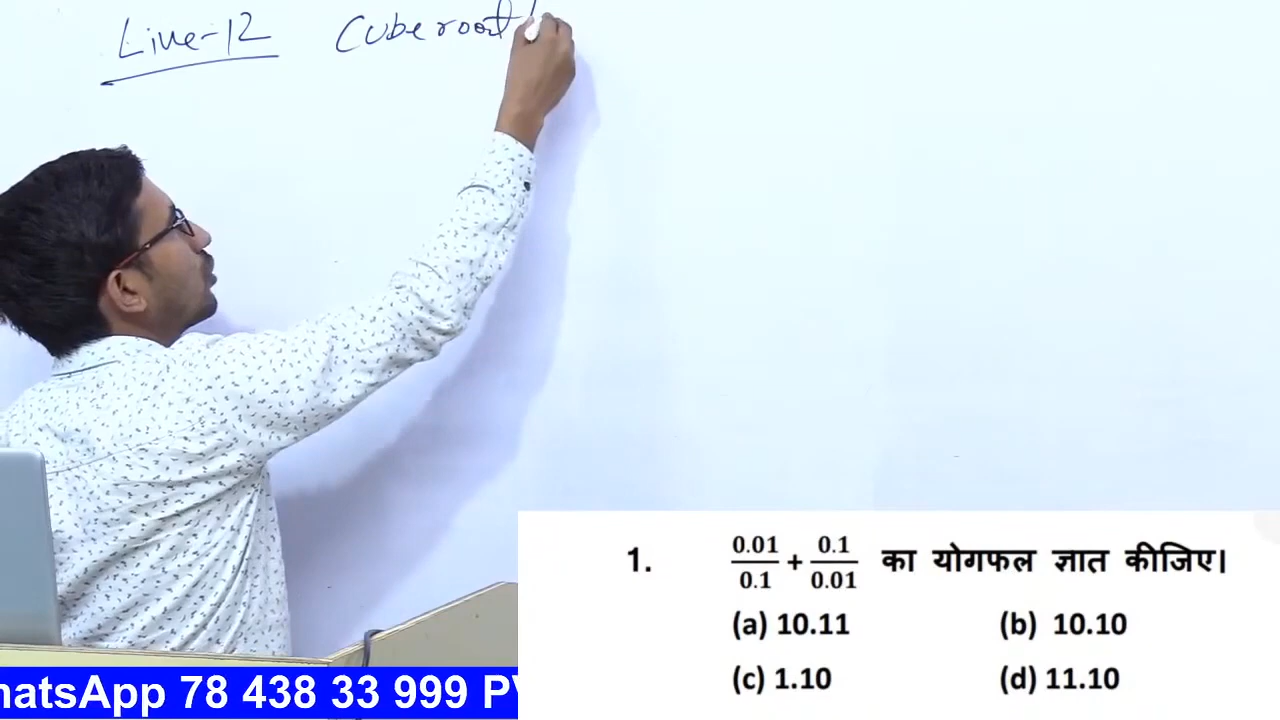 Live-12 Cube root
1. 0.01/0.1 + 0.1/0.01 का योगफल ज्ञात कीजिए।
(a) 10.11 (b) 10.10
(c) 1.10 (d) 11.10
hatsApp 78 438 33 999 P